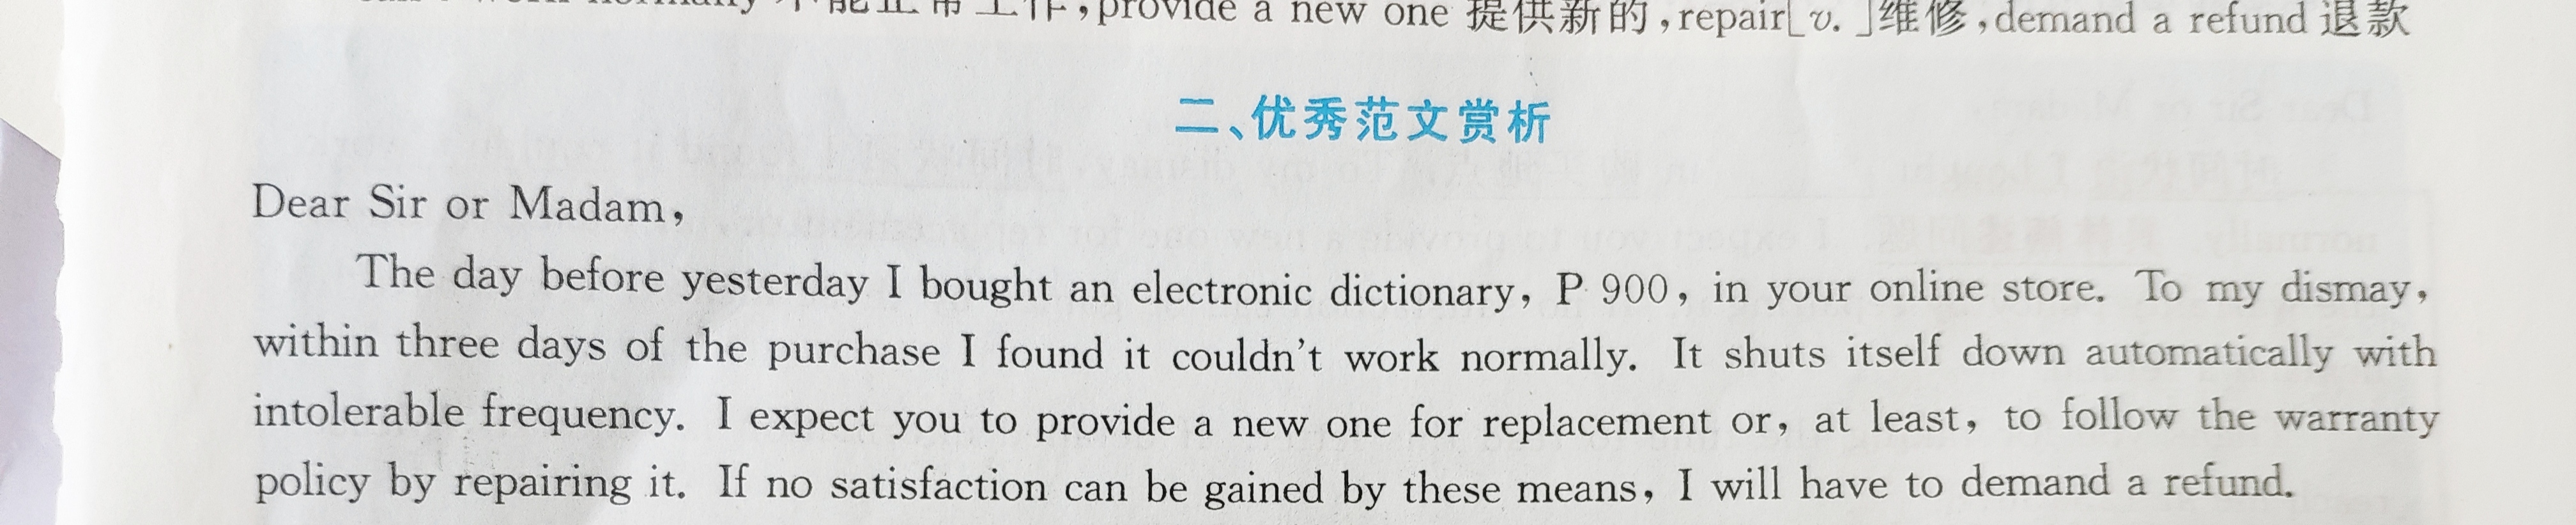 不能正常工作,provide a new one 提供新的,repair[v.]维修,demand a refund 退款
二、优秀范文赏析
Dear Sir or Madam,
The day before yesterday I bought an electronic dictionary, P 900, in your online store. To my dismay,
within three days of the purchase I found it couldn't work normally. It shuts itself down automatically with
intolerable frequency. I expect you to provide a new one for replacement or, at least, to follow the warranty
policy by repairing it. If no satisfaction can be gained by these means, I will have to demand a refund.